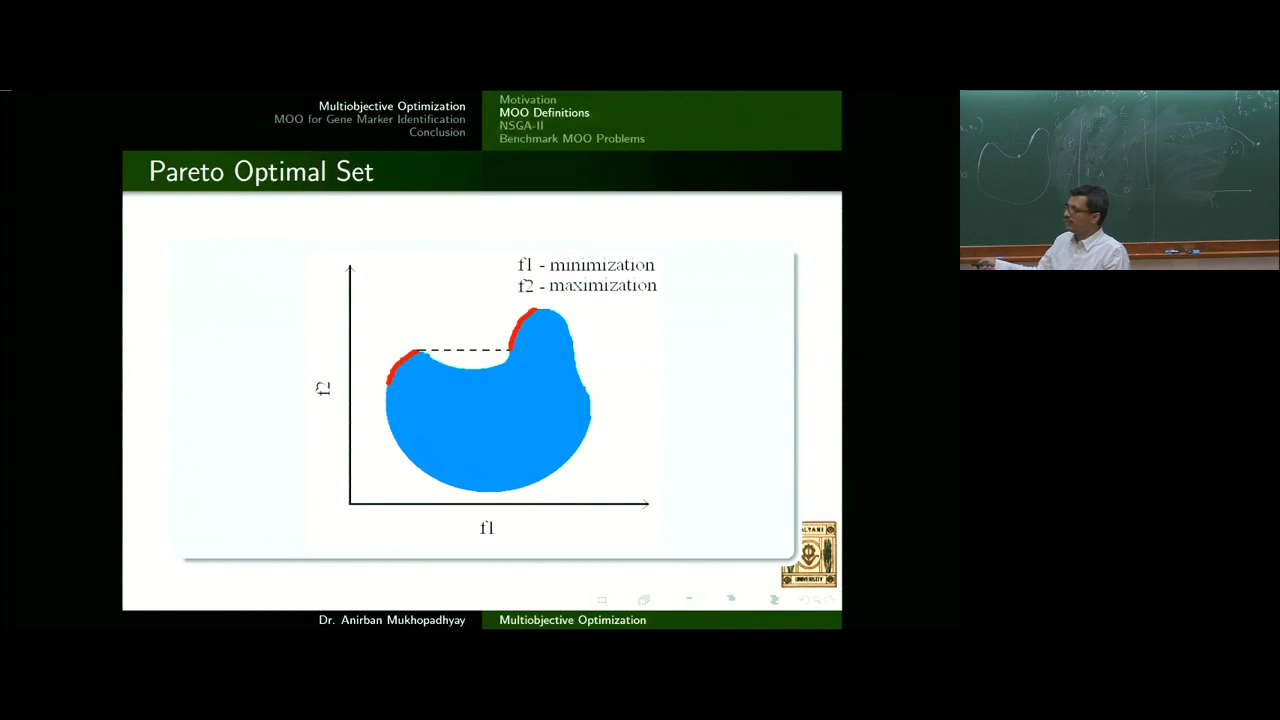 Multiobjective Optimization
MOO for Gene Marker Identification
Conclusion
Motivation
MOO Definitions
NSGA-II
Benchmark MOO Problems
Pareto Optimal Set
f1 - minimization
f2 - maximization
f2
f1
UNIVERSITY
Dr. Anirban Mukhopadhyay
Multiobjective Optimization